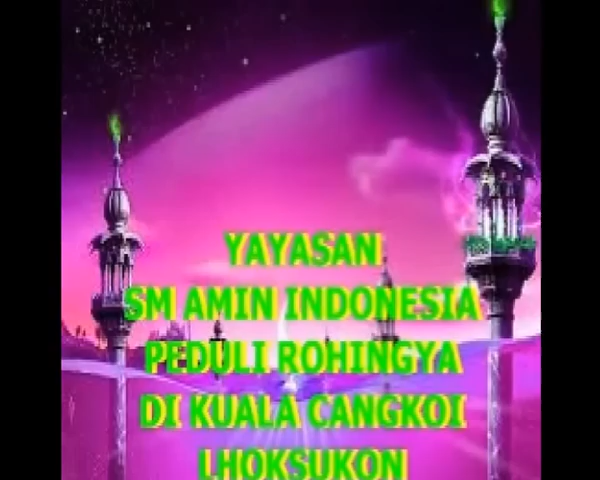 YAYASAN
SM AMIN INDONESIA
PEDULI ROHINGYA
DI KUALA CANGKOI
LHOKSUKON